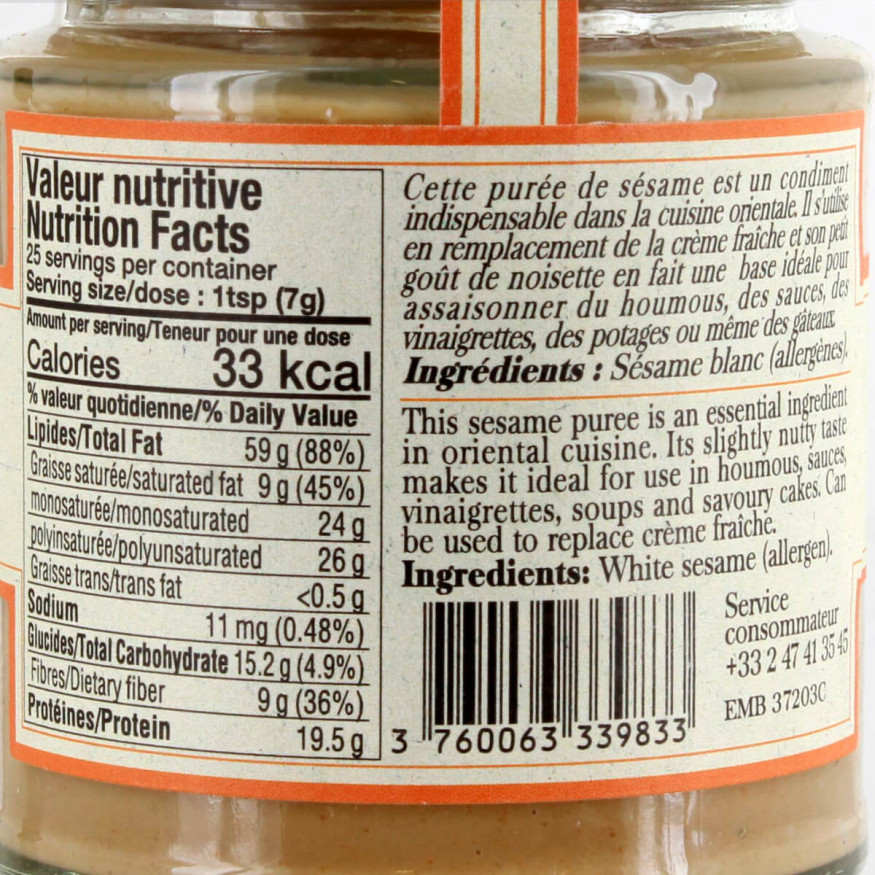 Valeur nutritive
Nutrition Facts
25 servings per container
Serving size/dose : 1tsp (7g)
Amount per serving/Teneur pour une dose
Calories 33 kcal
% valeur quotidienne/% Daily Value
Lipides/Total Fat 59 g (88%)
Graisse saturée/saturated fat 9 g (45%)
monosaturée/monosaturated 24 g
polyinsaturée/polyunsaturated 26 g
Graisse trans/trans fat <0.5 g
Sodium 11 mg (0.48%)
Glucides/Total Carbohydrate 15.2 g (4.9%)
Fibres/Dietary fiber 9 g (36%)
Protéines/Protein 19.5 g
Cette purée de sésame est un condiment
indispensable dans la cuisine orientale. Il s'utilise
en remplacement de la crème fraîche et son petit
goût de noisette en fait une base idéale pour
assaisonner du houmous, des sauces, des
vinaigrettes, des potages ou même des gâteaux.
Ingrédients : Sésame blanc (allergènes).
This sesame puree is an essential ingredient
in oriental cuisine. Its slightly nutty taste
makes it ideal for use in houmous, sauces,
vinaigrettes, soups and savoury cakes. Can
be used to replace crème fraîche.
Ingredients: White sesame (allergen).
3 760063 339833
Service
consommateur
+33 2 47 41 35 45
EMB 37203C